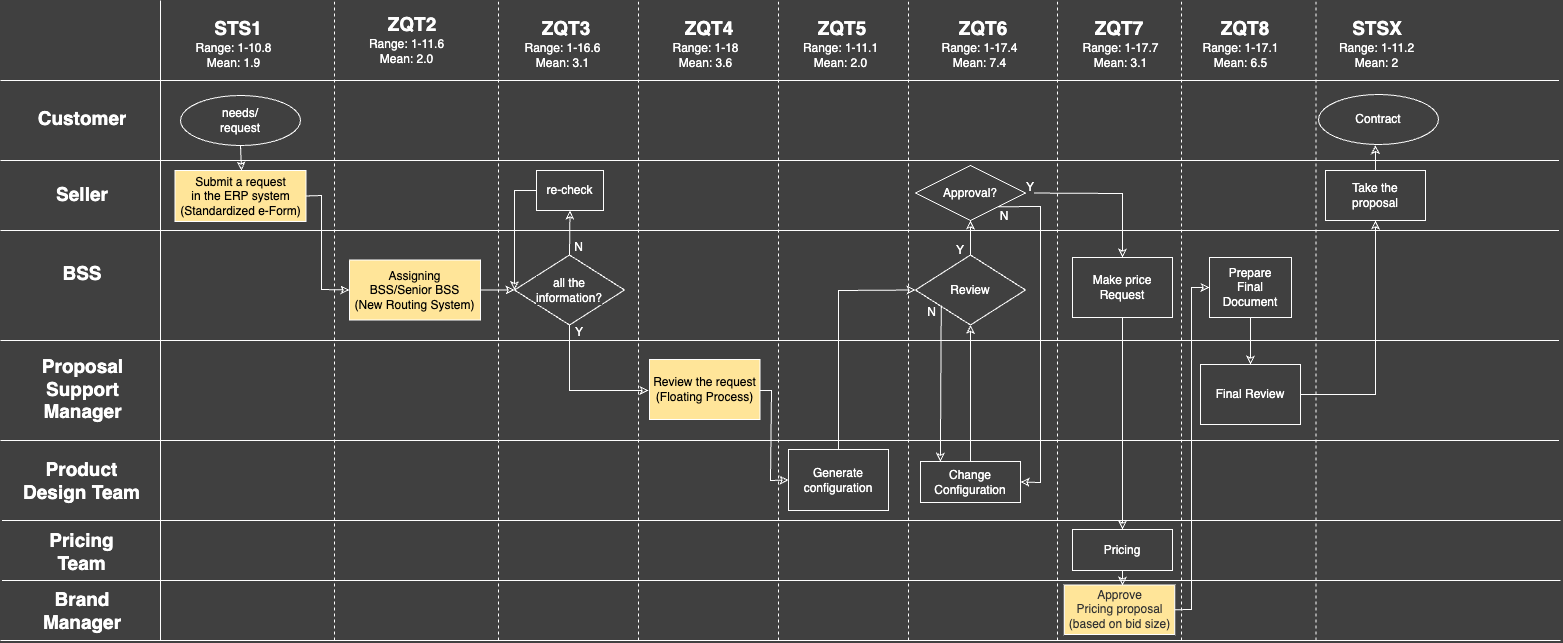 STS1
Range: 1-10.8
Mean: 1.9
ZQT2
Range: 1-11.6
Mean: 2.0
ZQT3
Range: 1-16.6
Mean: 3.1
ZQT4
Range: 1-18
Mean: 3.6
ZQT5
Range: 1-11.1
Mean: 2.0
ZQT6
Range: 1-17.4
Mean: 7.4
ZQT7
Range: 1-17.7
Mean: 3.1
ZQT8
Range: 1-17.1
Mean: 6.5
STSX
Range: 1-11.2
Mean: 2
Customer
needs/
request
Contract
Seller
Submit a request
in the ERP system
(Standardized e-Form)
re-check
Approval?
Y
N
Take the
proposal
BSS
Assigning
BSS/Senior BSS
(New Routing System)
N
all the
information?
Y
Y
Review
N
Make price
Request
Prepare
Final
Document
Proposal
Support
Manager
Review the request
(Floating Process)
Final Review
Product
Design Team
Generate
configuration
Change
Configuration
Pricing
Team
Pricing
Brand
Manager
Approve
Pricing proposal
(based on bid size)